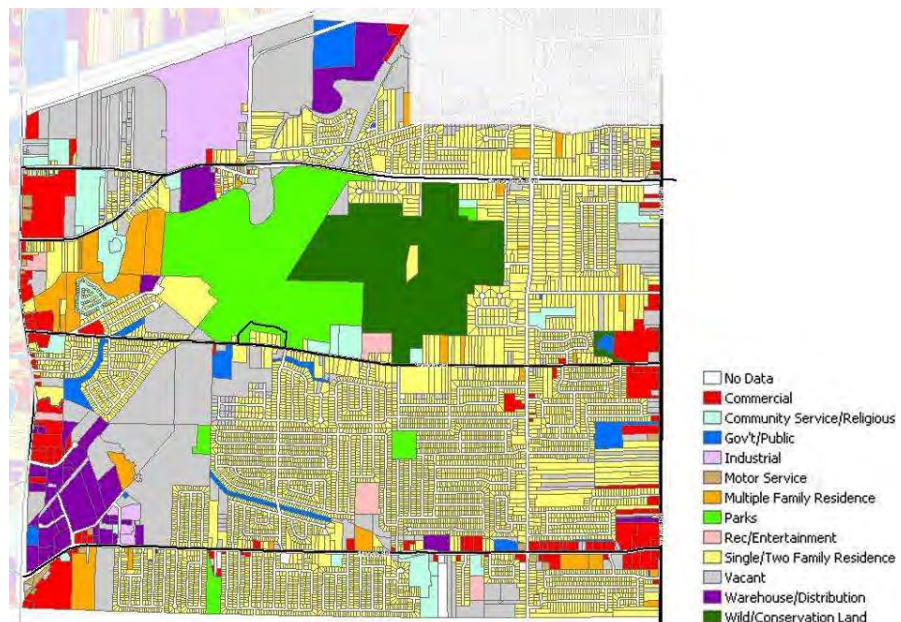 No Data
Commercial
Community Service/Religious
Gov't/Public
Industrial
Motor Service
Multiple Family Residence
Parks
Rec/Entertainment
Single/Two Family Residence
Vacant
Warehouse/Distribution
Wild/Conservation Land